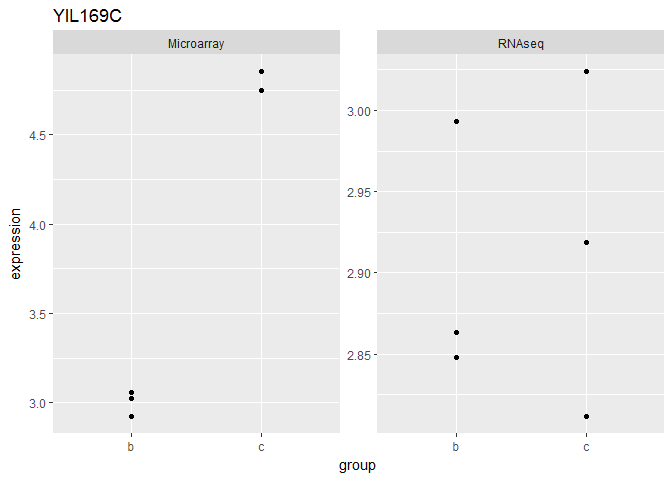 YIL169C
Microarray
RNAseq
expression
4.5
4.0
3.5
3.0
3.00
2.95
2.90
2.85
b
c
b
c
group